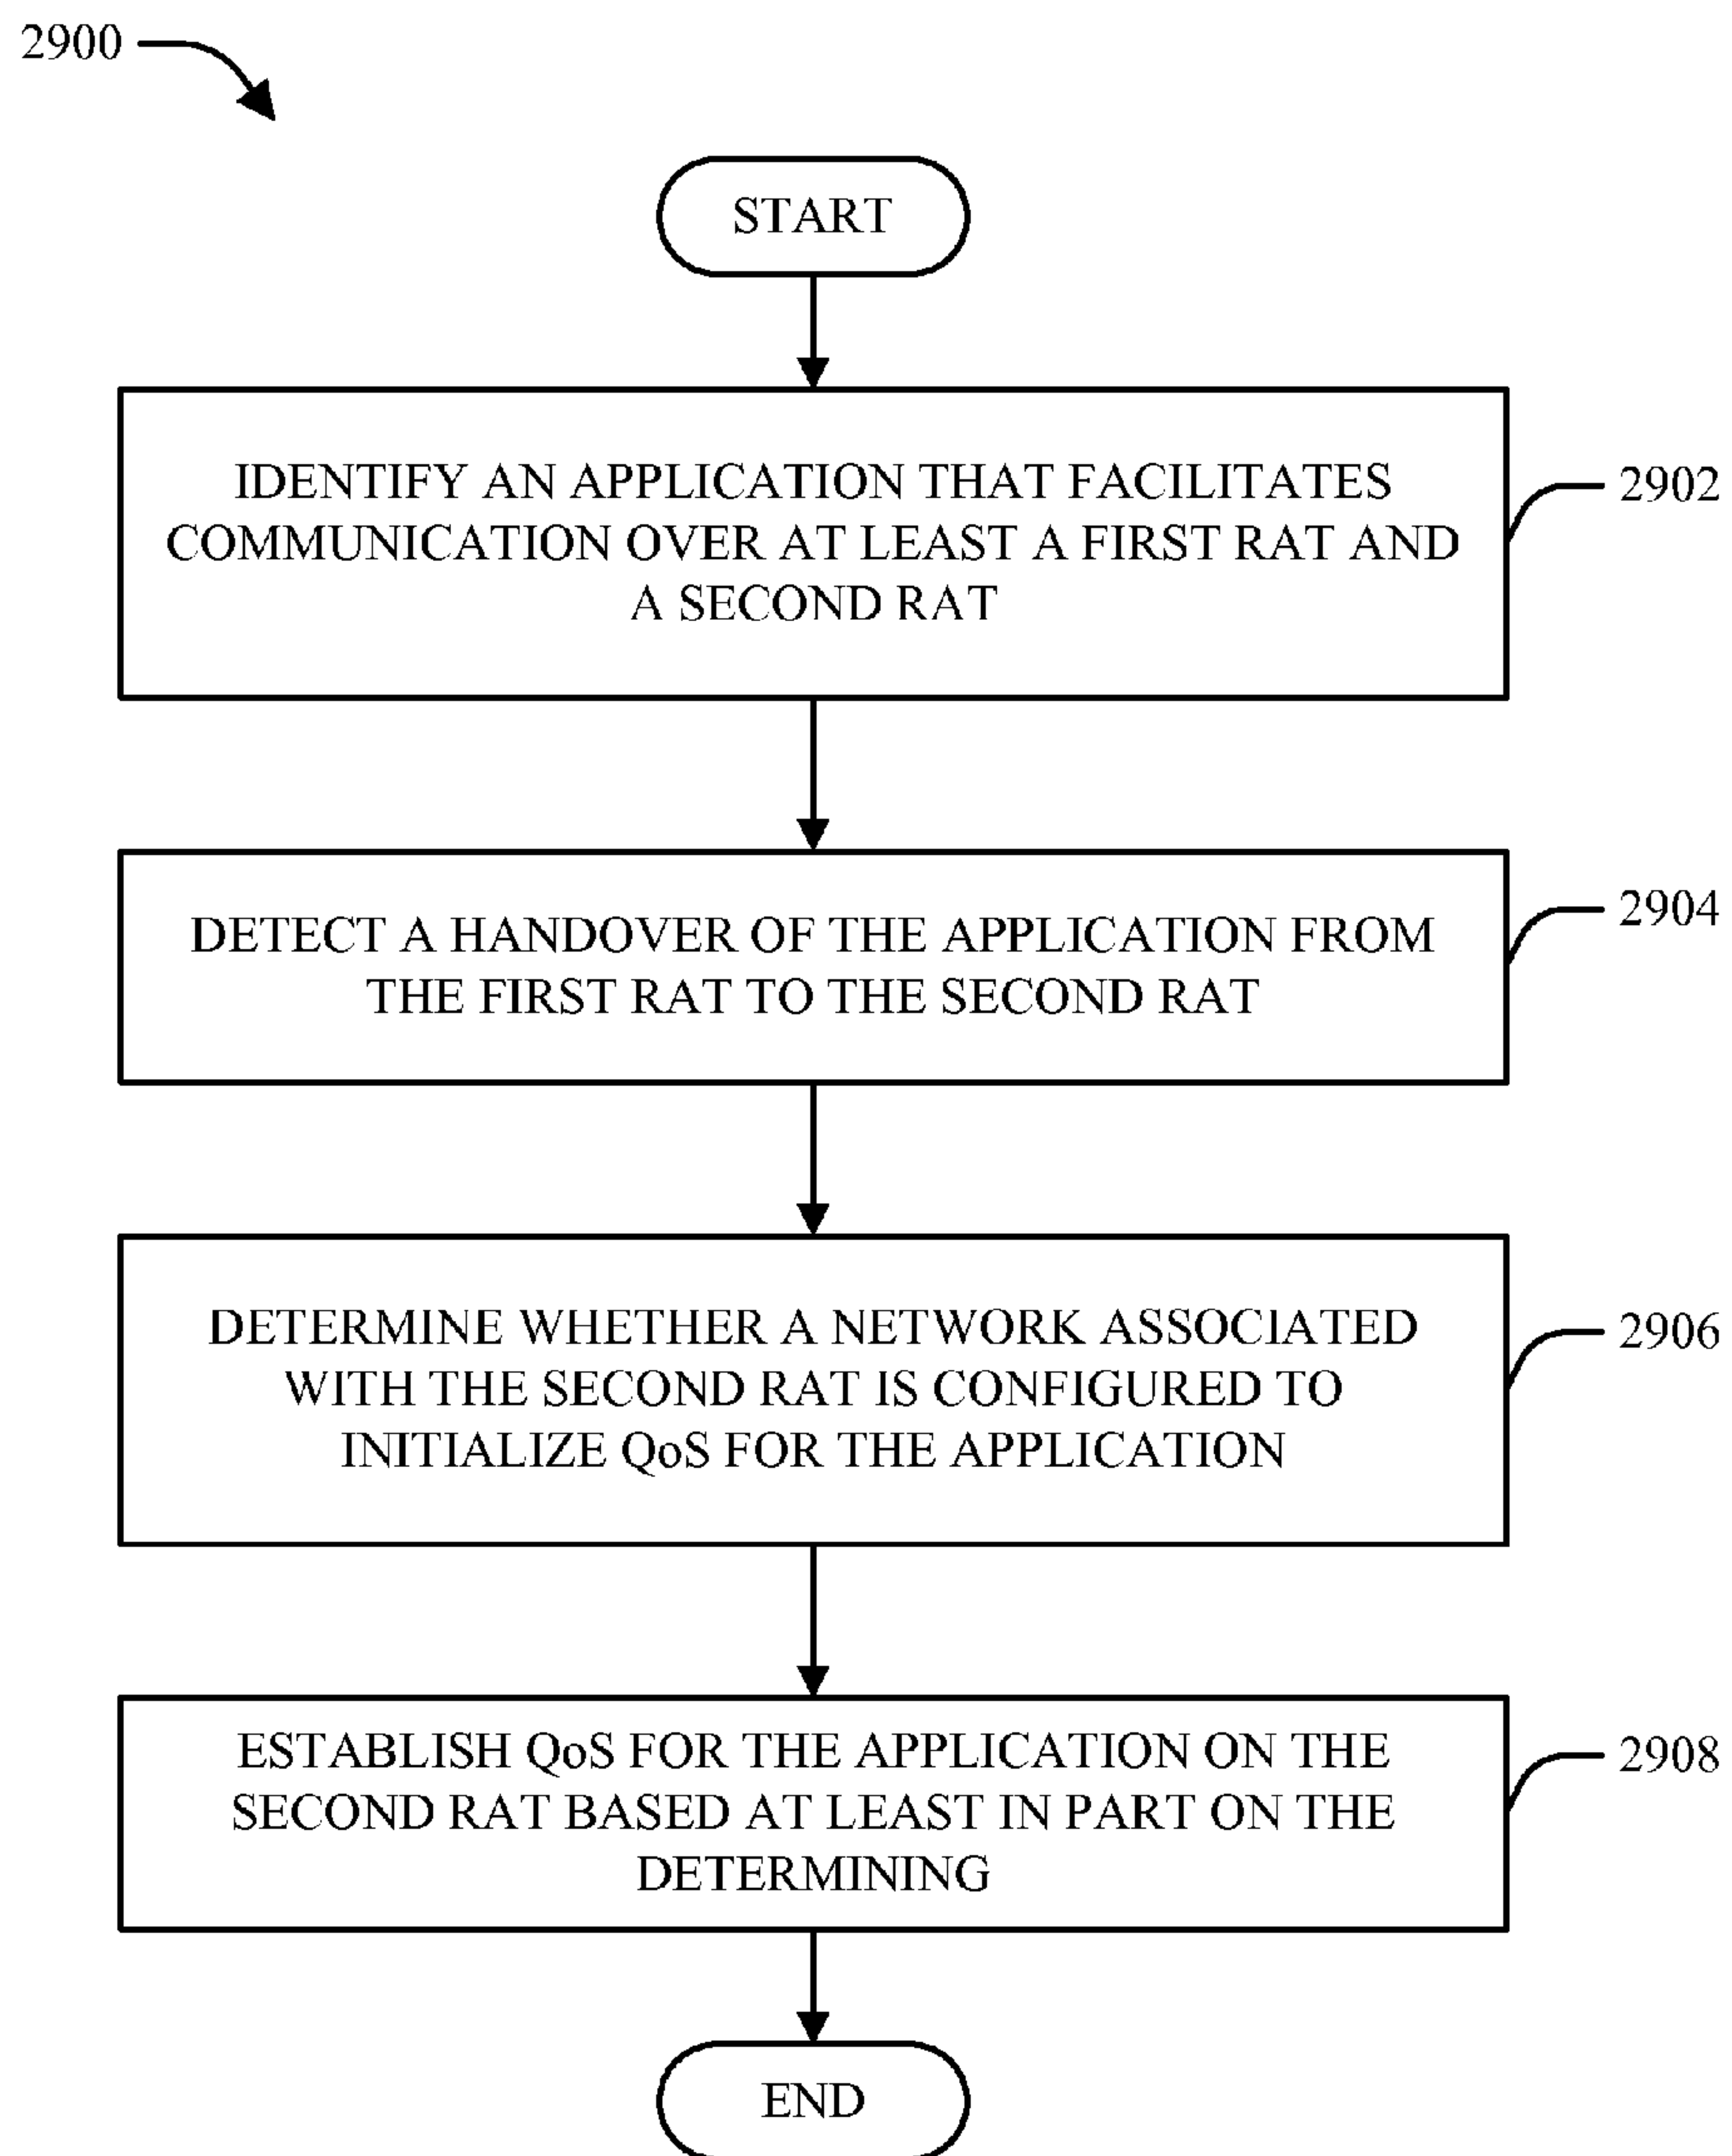 2900
START
IDENTIFY AN APPLICATION THAT FACILITATES
COMMUNICATION OVER AT LEAST A FIRST RAT AND
A SECOND RAT
2902
DETECT A HANDOVER OF THE APPLICATION FROM
THE FIRST RAT TO THE SECOND RAT
2904
DETERMINE WHETHER A NETWORK ASSOCIATED
WITH THE SECOND RAT IS CONFIGURED TO
INITIALIZE QoS FOR THE APPLICATION
2906
ESTABLISH QoS FOR THE APPLICATION ON THE
SECOND RAT BASED AT LEAST IN PART ON THE
DETERMINING
2908
END